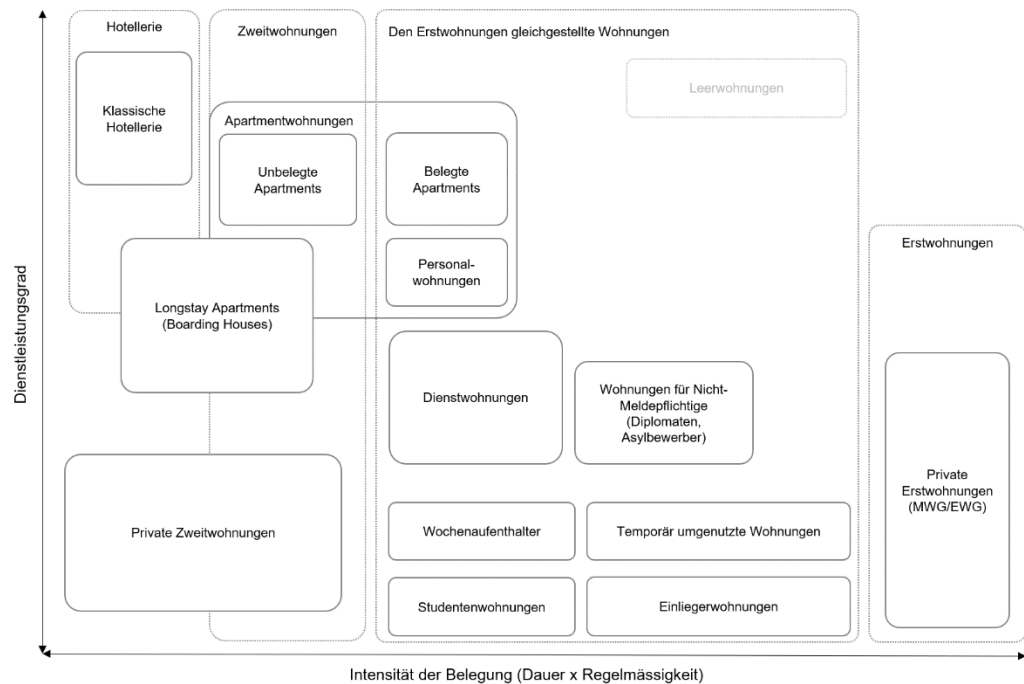 Hotellerie
Zweitwohnungen
Den Erstwohnungen gleichgestellte Wohnungen
Klassische
Hotellerie
Leerwohnungen
Apartmentwohnungen
Unbelegte
Apartments
Belegte
Apartments
Personal-
wohnungen
Erstwohnungen
Longstay Apartments
(Boarding Houses)
Dienstleistungsgrad
Dienstwohnungen
Wohnungen für Nicht-
Meldepflichtige
(Diplomaten,
Asylbewerber)
Private
Erstwohnungen
(MWG/EWG)
Private Zweitwohnungen
Wochenaufenthalter
Temporär umgenutzte Wohnungen
Studentenwohnungen
Einliegerwohnungen
Intensität der Belegung (Dauer x Regelmässigkeit)